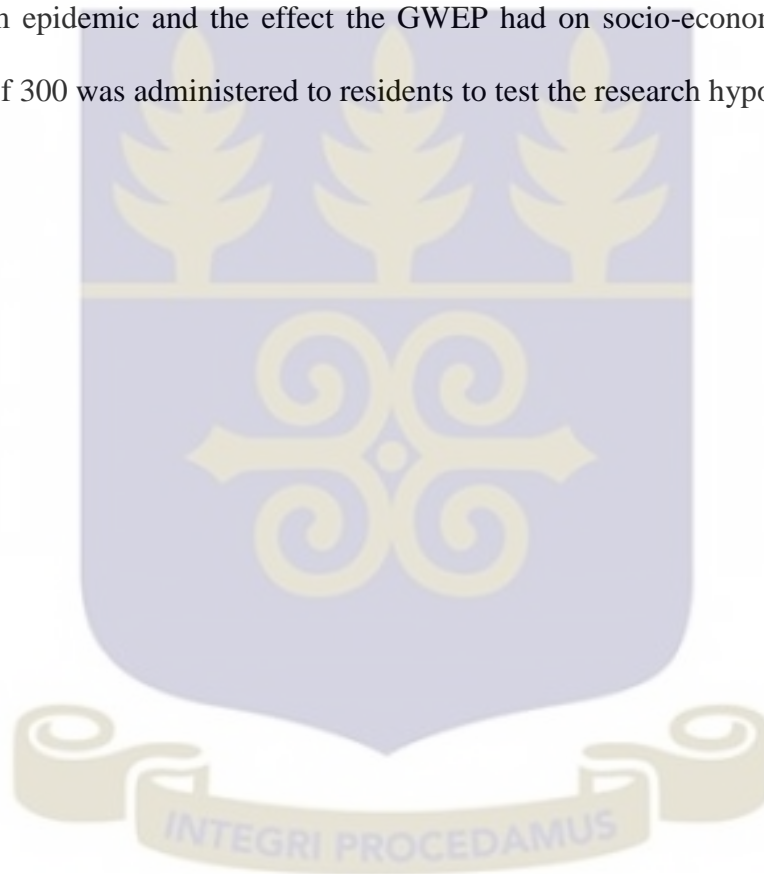 epidemic and the effect the GWEP had on socio-econom
f 300 was administered to residents to test the research hypo
INTEGRI PROCEDAMUS